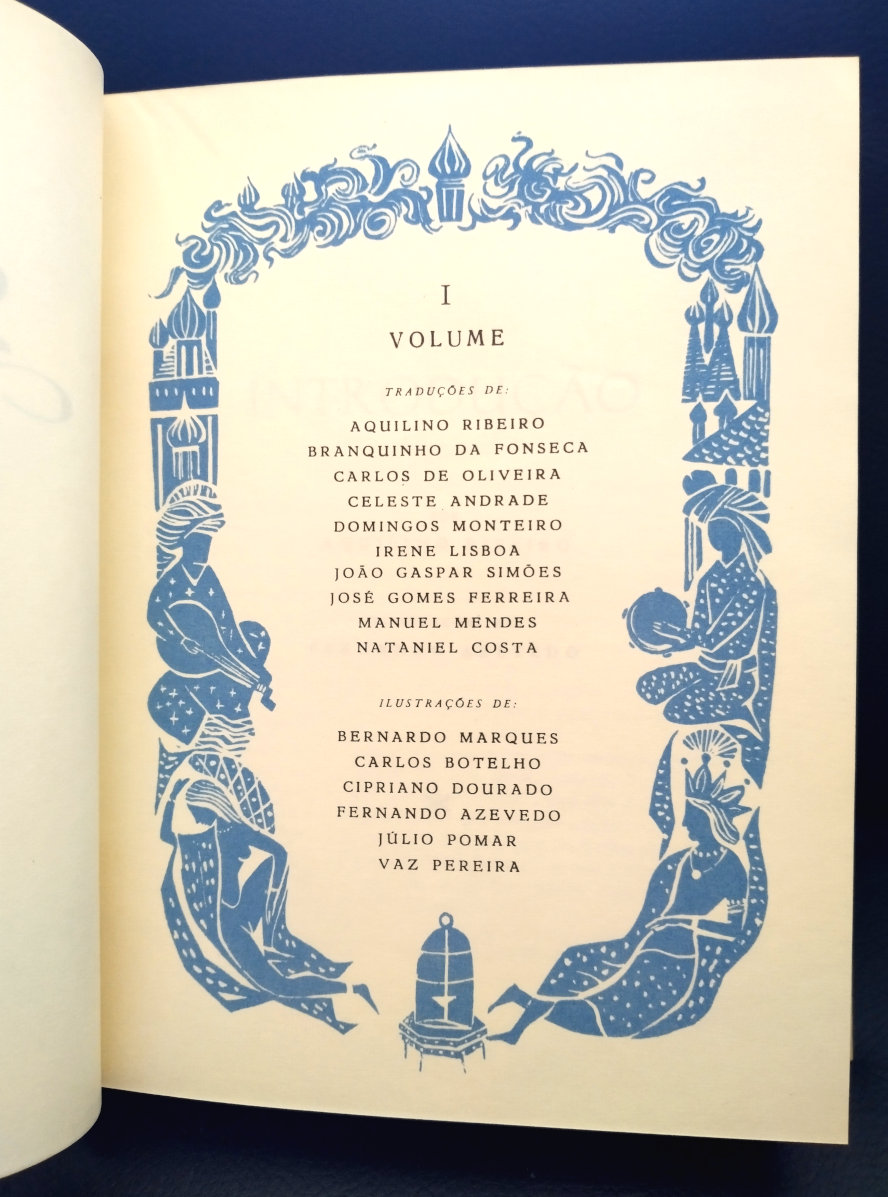 I
VOLUME
TRADUÇÕES DE:
AQUILINO RIBEIRO
BRANQUINHO DA FONSECA
CARLOS DE OLIVEIRA
CELESTE ANDRADE
DOMINGOS MONTEIRO
IRENE LISBOA
JOÃO GASPAR SIMÕES
JOSÉ GOMES FERREIRA
MANUEL MENDES
NATANIEL COSTA
ILUSTRAÇÕES DE:
BERNARDO MARQUES
CARLOS BOTELHO
CIPRIANO DOURADO
FERNANDO AZEVEDO
JÚLIO POMAR
VAZ PEREIRA